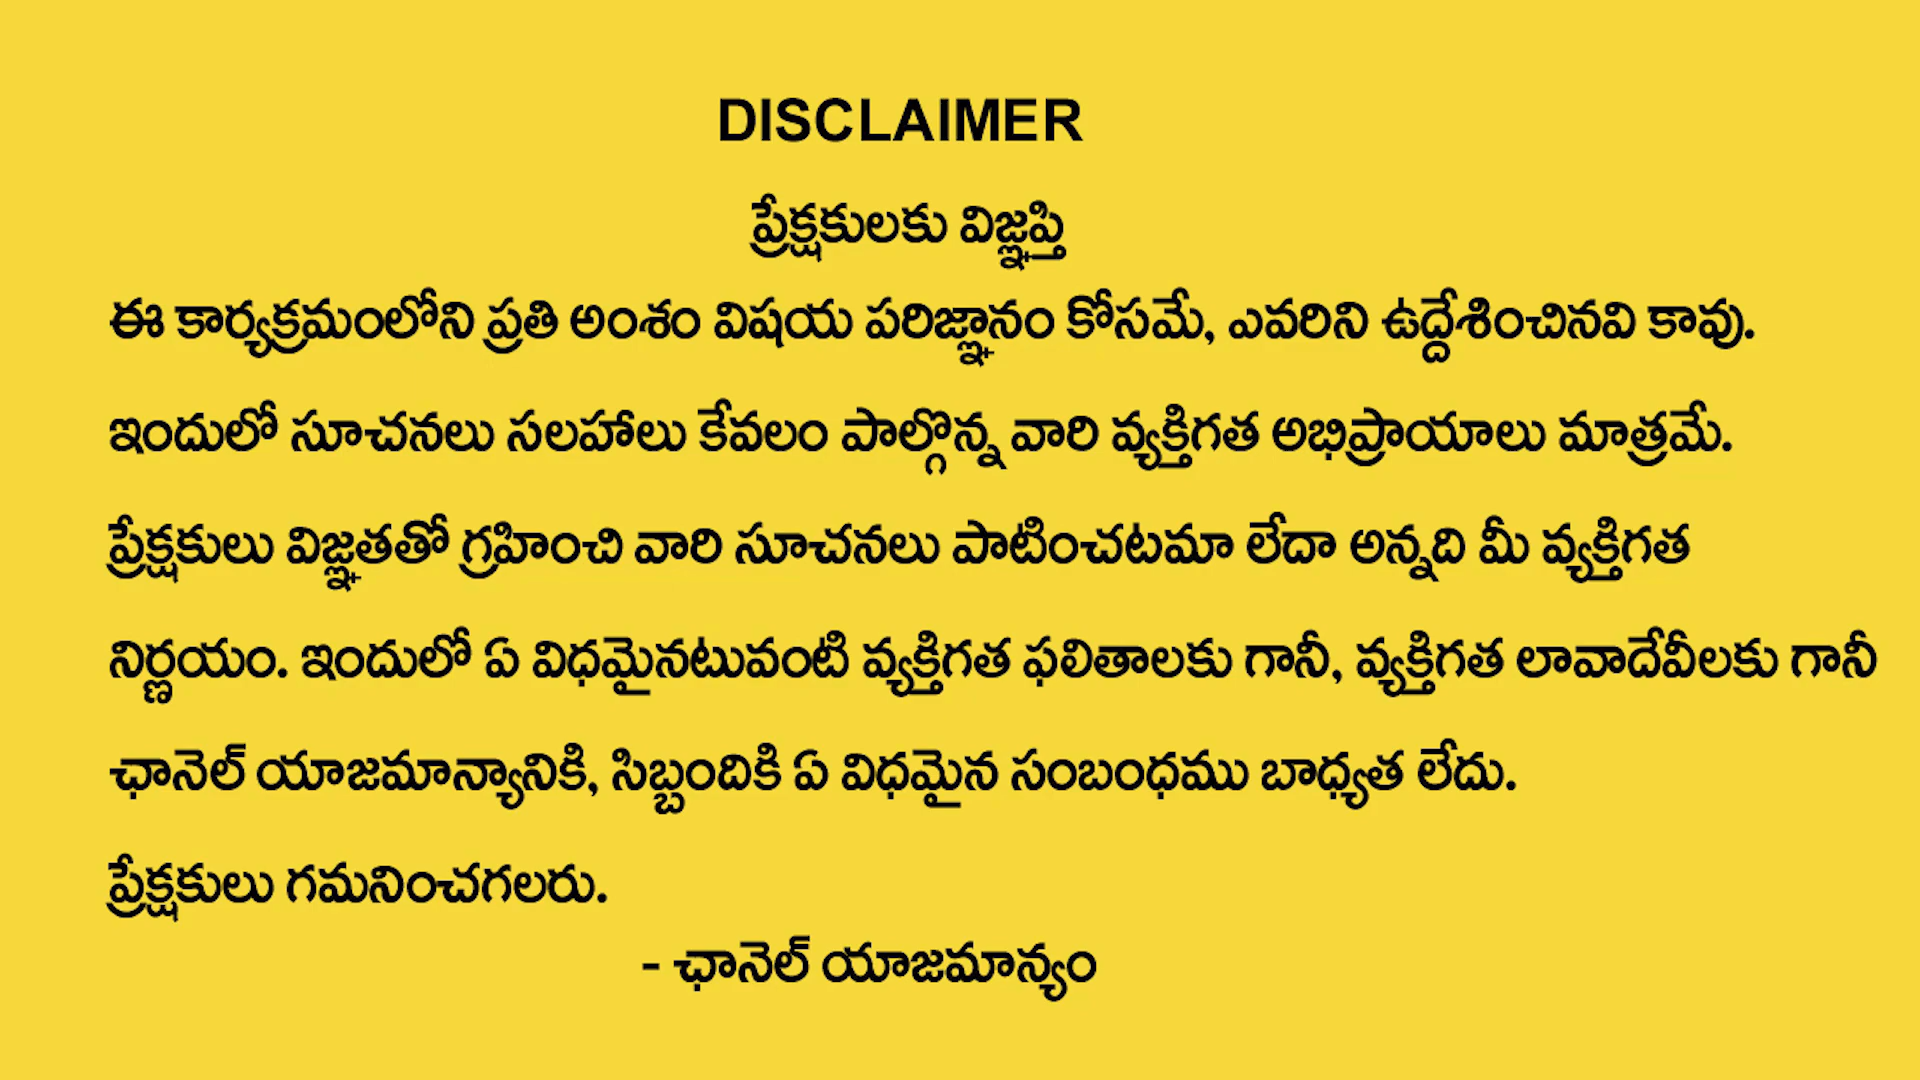 DISCLAIMER
ప్రేక్షకులకు విజ్ఞప్తి
ఈ కార్యక్రమంలోని ప్రతి అంశం విషయ పరిజ్ఞానం కోసమే, ఎవరిని ఉద్దేశించినవి కావు.
ఇందులో సూచనలు సలహాలు కేవలం పాల్గొన్న వారి వ్యక్తిగత అభిప్రాయాలు మాత్రమే.
ప్రేక్షకులు విజ్ఞతతో గ్రహించి వారి సూచనలు పాటించటమా లేదా అన్నది మీ వ్యక్తిగత
నిర్ణయం. ఇందులో ఏ విధమైనటువంటి వ్యక్తిగత ఫలితాలకు గానీ, వ్యక్తిగత లావాదేవీలకు గానీ
ఛానెల్ యాజమాన్యానికి, సిబ్బందికి ఏ విధమైన సంబంధము బాధ్యత లేదు.
ప్రేక్షకులు గమనించగలరు.
- ఛానెల్ యాజమాన్యం